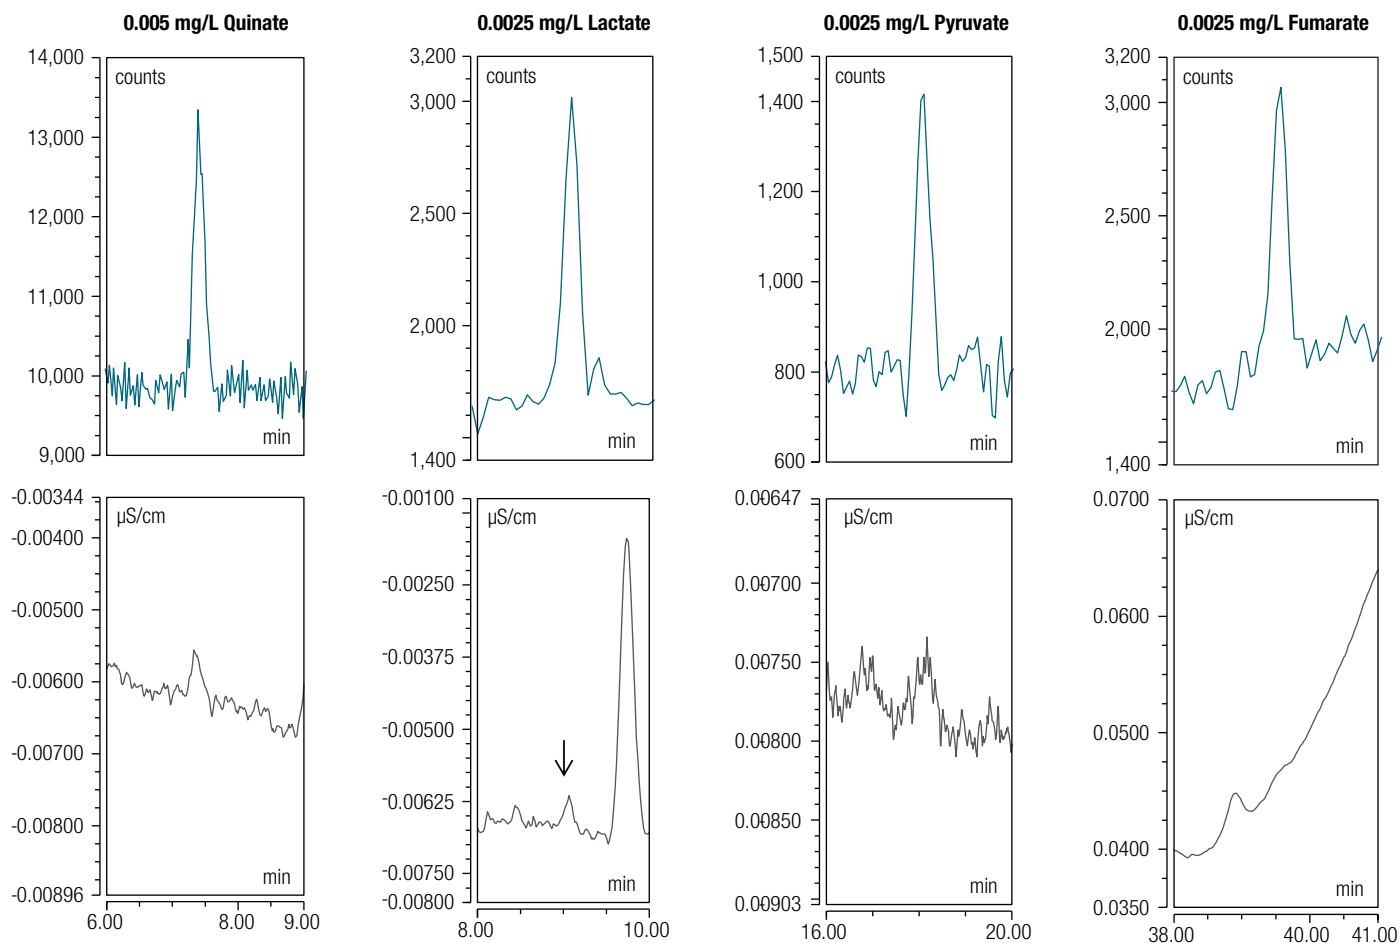 0.005 mg/L Quinate
14,000
13,000
12,000
11,000
10,000
9,000
counts
min
0.0025 mg/L Lactate
3,200
3,000
2,500
2,000
1,400
counts
min
0.0025 mg/L Pyruvate
1,500
1,400
1,200
1,000
800
600
counts
min
0.0025 mg/L Fumarate
3,200
3,000
2,500
2,000
1,400
counts
min
-0.00344
-0.00400
-0.00500
-0.00600
-0.00700
-0.00800
-0.00896
µS/cm
min
6.00 8.00 9.00
-0.00100
-0.00250
-0.00375
-0.00500
-0.00625
-0.00750
-0.00800
µS/cm
min
8.00 10.00
0.00647
0.00700
0.00750
0.00800
0.00850
0.00903
µS/cm
min
16.00 20.00
0.0700
0.0600
0.0500
0.0400
0.0350
µS/cm
min
38.00 40.00 41.00